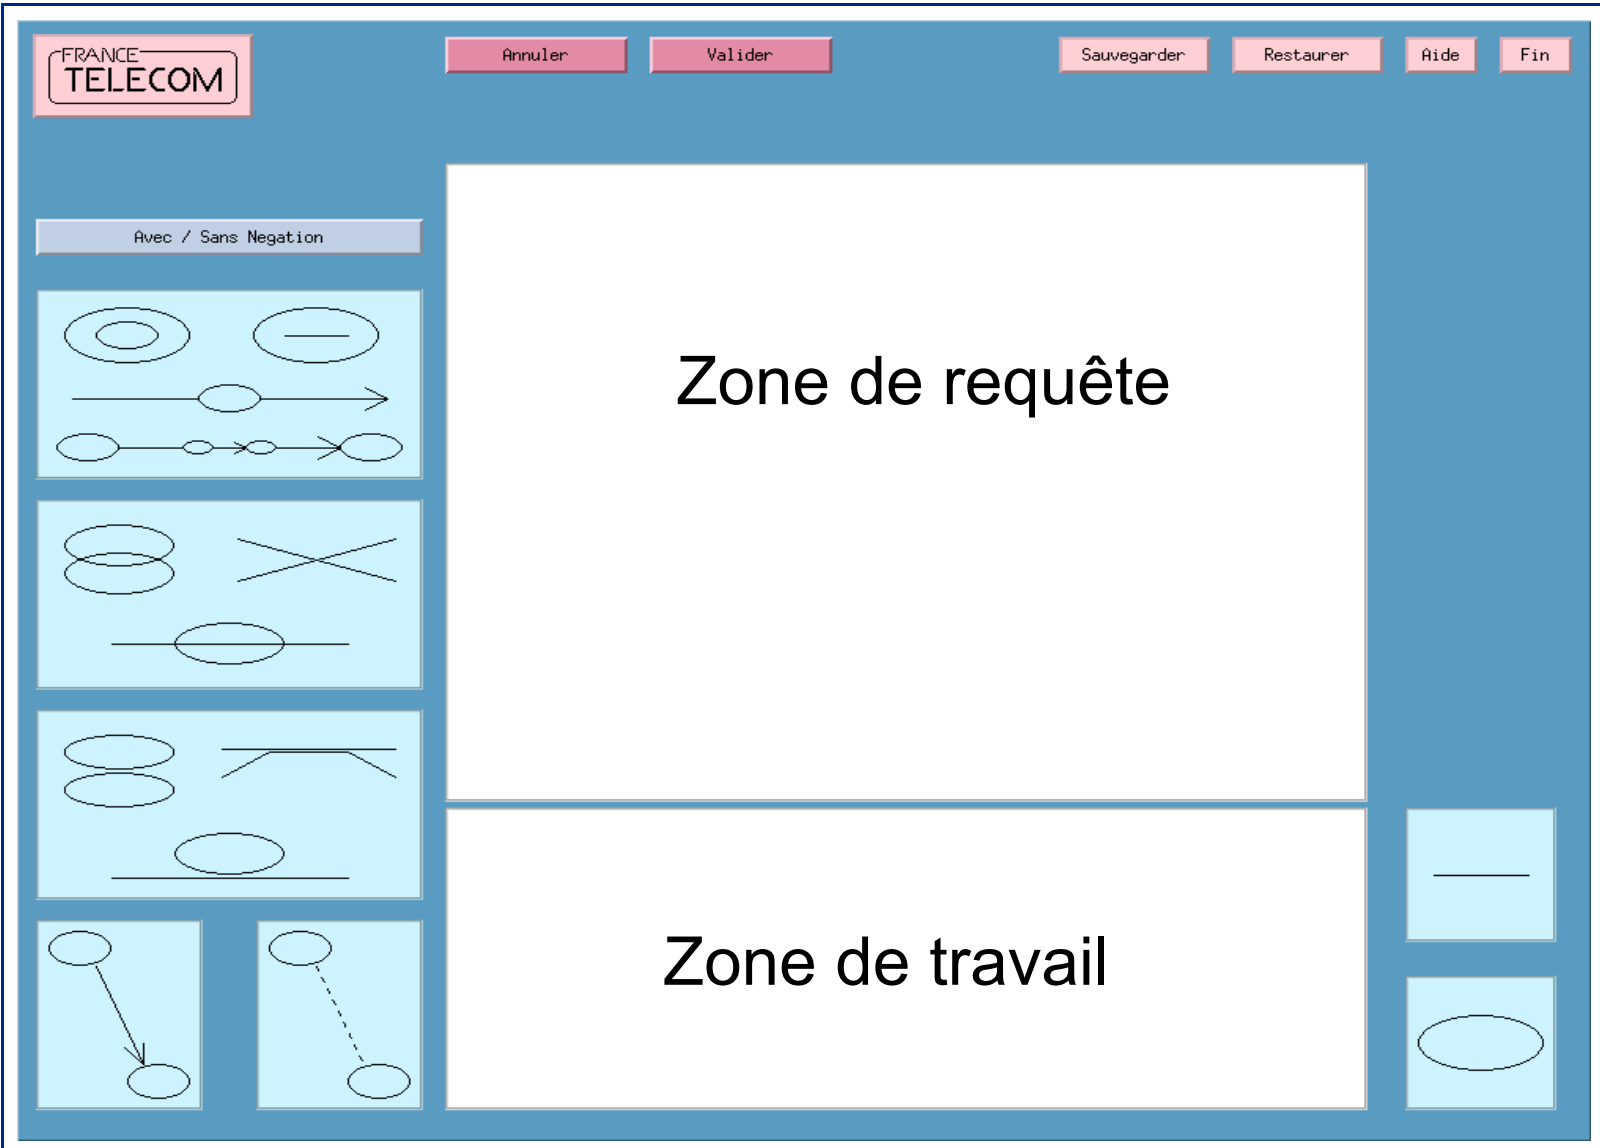 FRANCE
TELECOM
Annuler
Valider
Sauvegarder
Restaurer
Aide
Fin
Avec / Sans Negation
Zone de requête
Zone de travail